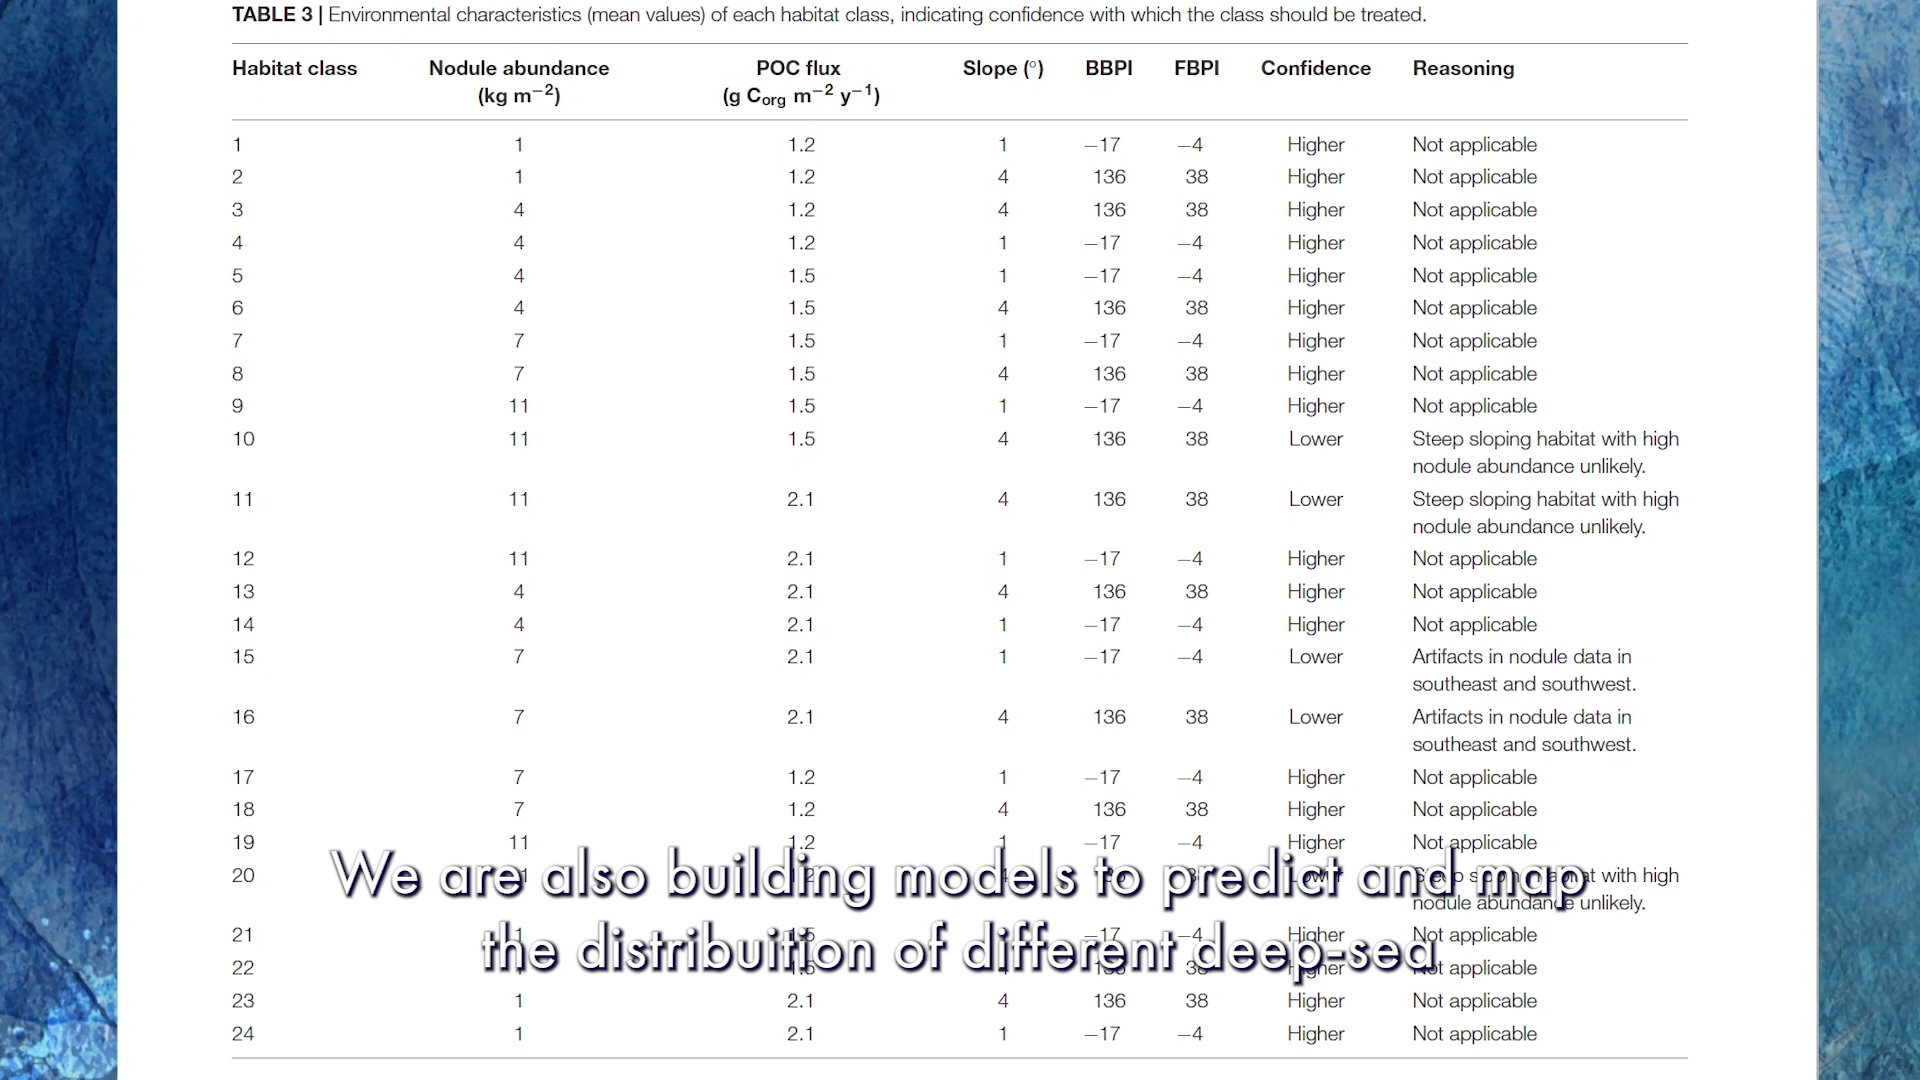 TABLE 3 | Environmental characteristics (mean values) of each habitat class, indicating confidence with which the class should be treated.
Habitat class Nodule abundance POC flux Slope (°) BBPI FBPI Confidence Reasoning
(kg m−2) (g Corg m−2 y−1)
1 1 1.2 1 −17 −4 Higher Not applicable
2 1 1.2 4 136 38 Higher Not applicable
3 4 1.2 4 136 38 Higher Not applicable
4 4 1.2 1 −17 −4 Higher Not applicable
5 4 1.5 1 −17 −4 Higher Not applicable
6 4 1.5 4 136 38 Higher Not applicable
7 7 1.5 1 −17 −4 Higher Not applicable
8 7 1.5 4 136 38 Higher Not applicable
9 11 1.5 1 −17 −4 Higher Not applicable
10 11 1.5 4 136 38 Lower Steep sloping habitat with high
nodule abundance unlikely.
11 11 2.1 4 136 38 Lower Steep sloping habitat with high
nodule abundance unlikely.
12 11 2.1 1 −17 −4 Higher Not applicable
13 4 2.1 4 136 38 Higher Not applicable
14 4 2.1 1 −17 −4 Higher Not applicable
15 7 2.1 1 −17 −4 Lower Artifacts in nodule data in
southeast and southwest.
16 7 2.1 4 136 38 Lower Artifacts in nodule data in
southeast and southwest.
17 7 1.2 1 −17 −4 Higher Not applicable
18 7 1.2 4 136 38 Higher Not applicable
19 11 1.2 1 −17 −4 Higher Not applicable
20 with high
nodule abundance unlikely.
21 −17 −4 Higher Not applicable
22 Higher Not applicable
23 1 2.1 4 136 38 Higher Not applicable
24 1 2.1 1 −17 −4 Higher Not applicable
We are also building models to predict and map
the distribuition of different deep-sea